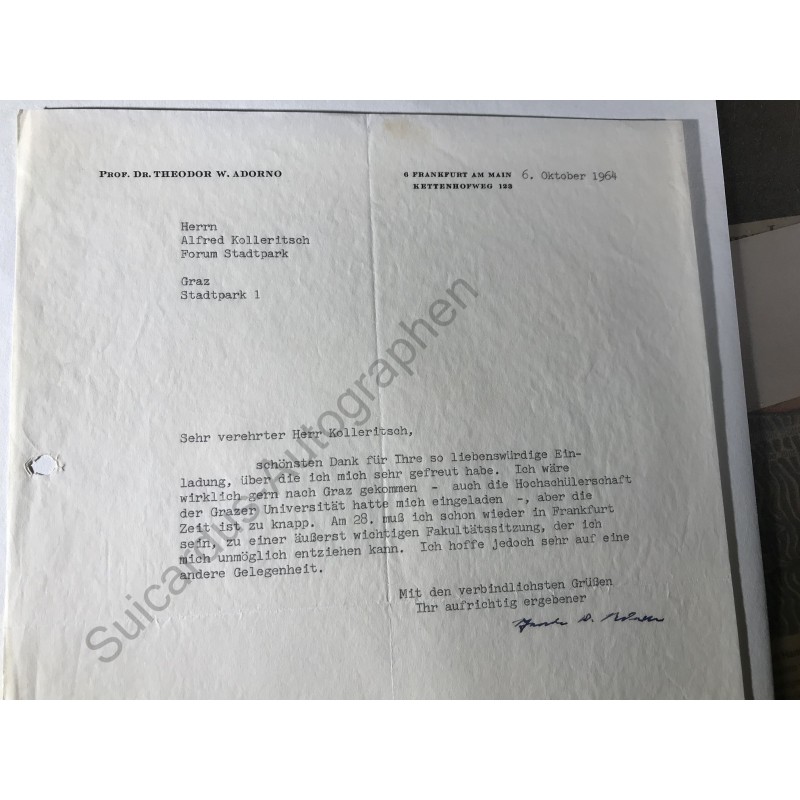 PROF. DR. THEODOR W. ADORNO
6 FRANKFURT AM MAIN 6. Oktober 1964
KETTENHOFWEG 123
Herrn
Alfred Kolleritsch
Forum Stadtpark
Graz
Stadtpark 1
Sehr verehrter Herr Kolleritsch,
schönsten Dank für Ihre so liebenswürdige Ein-
ladung, über die ich mich sehr gefreut habe. Ich wäre
wirklich gern nach Graz gekommen - auch die Hochschülerschaft
der Grazer Universität hatte mich eingeladen -, aber die
Zeit ist zu knapp. Am 28. muß ich schon wieder in Frankfurt
sein, zu einer äußerst wichtigen Fakultätssitzung, der ich
mich unmöglich entziehen kann. Ich hoffe jedoch sehr auf eine
andere Gelegenheit.
Mit den verbindlichsten Grüßen
Ihr aufrichtig ergebener
Suicardus-Autographen